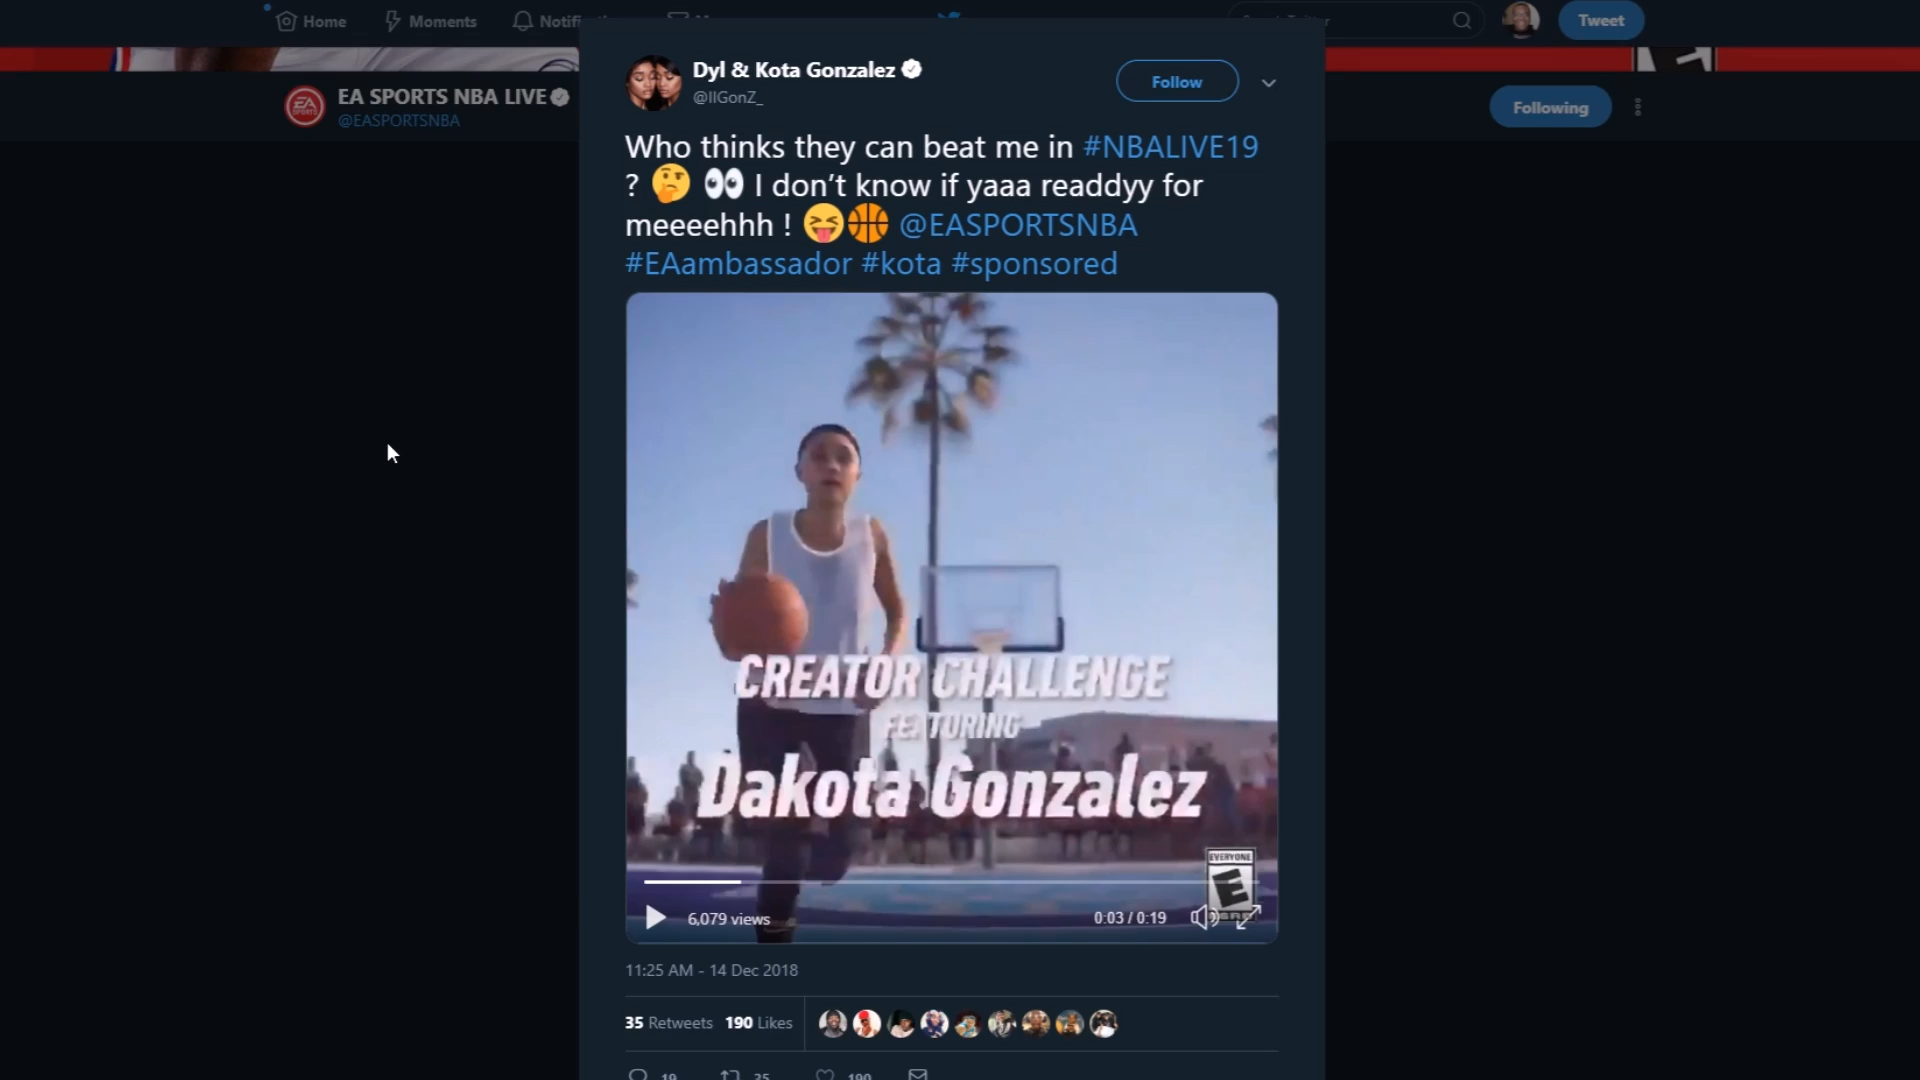 Home
Moments
Tweet
EA SPORTS NBA LIVE
@EASPORTSNBA
Following
Dyl & Kota Gonzalez
@IIGonZ_
Follow
Who thinks they can beat me in #NBALIVE19
? 🤔 👀 I don’t know if yaaa readdyy for
meeeehhh ! 😝🏀 @EASPORTSNBA
#EAambassador #kota #sponsored
CREATOR CHALLENGE
FEATURING
Dakota Gonzalez
EVERYONE
E
6,079 views
0:03 / 0:19
11:25 AM - 14 Dec 2018
35 Retweets 190 Likes
19 35 190